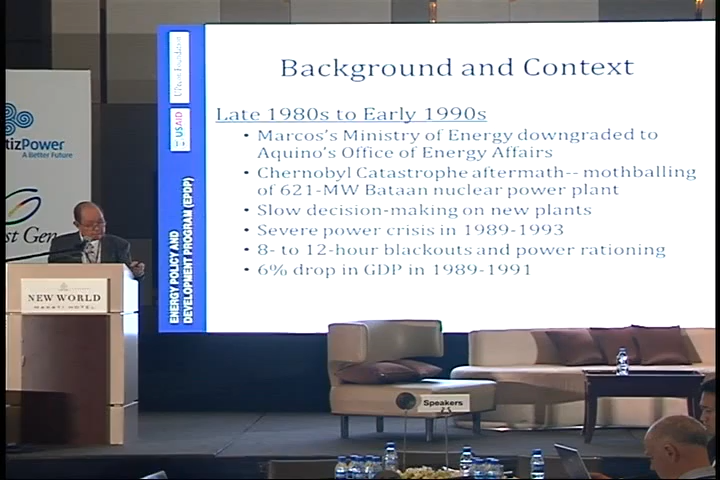 Background and Context
Late 1980s to Early 1990s
• Marcos's Ministry of Energy downgraded to
Aquino's Office of Energy Affairs
• Chernobyl Catastrophe aftermath-- mothballing
of 621-MW Bataan nuclear power plant
• Slow decision-making on new plants
• Severe power crisis in 1989-1993
• 8- to 12-hour blackouts and power rationing
• 6% drop in GDP in 1989-1991
USAID
ENERGY POLICY AND
DEVELOPMENT PROGRAM (EPDP)
tizPower
A Better Future
st Gen
NEW WORLD
MAKATI HOTEL
Speakers